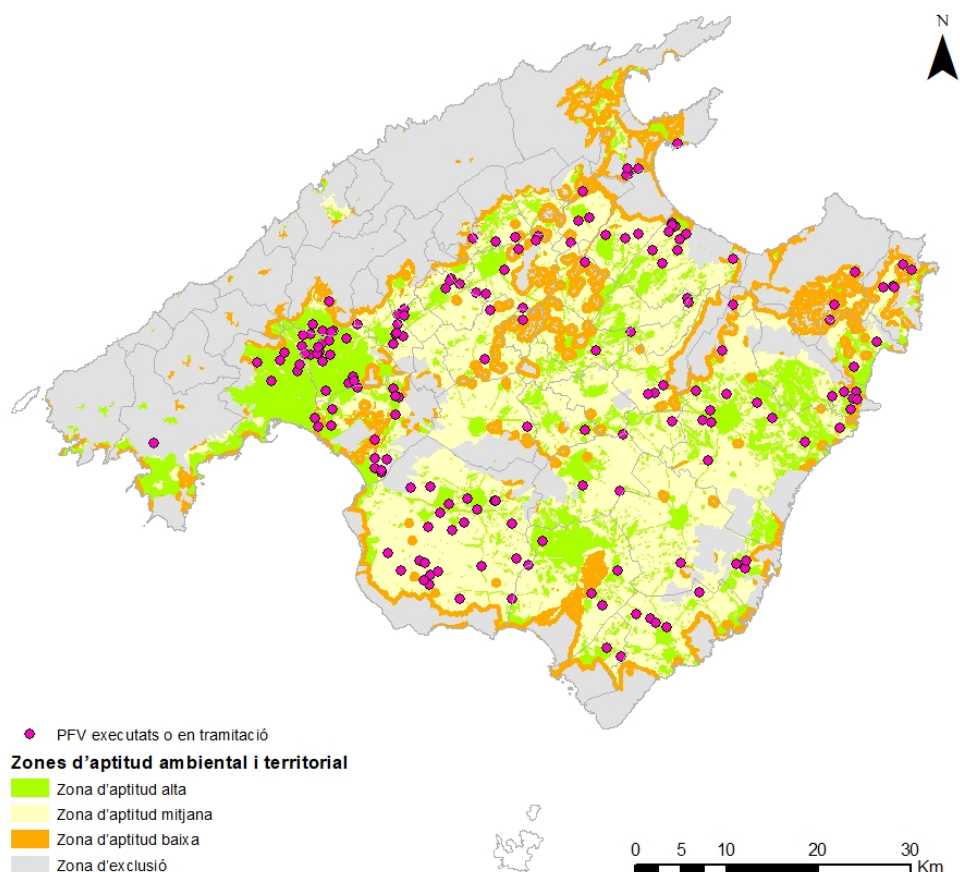 N
PFV executats o en tramitació
Zones d'aptitud ambiental i territorial
Zona d'aptitud alta
Zona d'aptitud mitjana
Zona d'aptitud baixa
Zona d'exclusió
0 5 10 20 30
Km